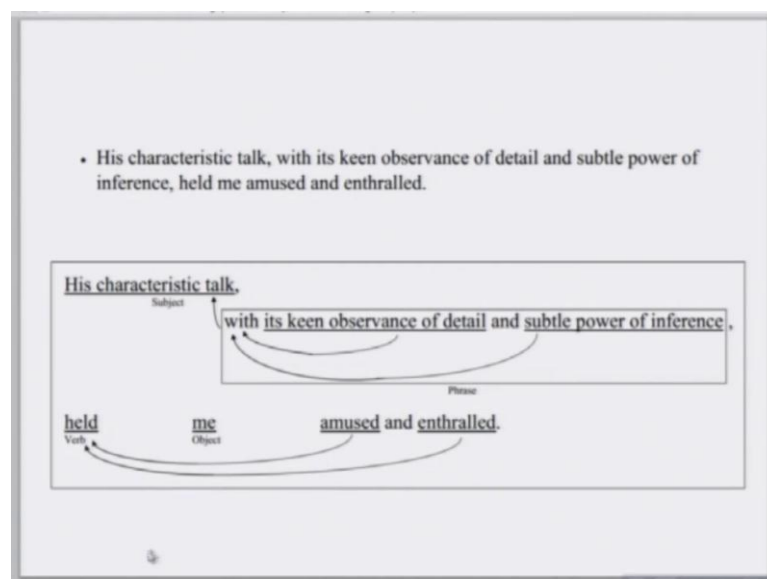 • His characteristic talk, with its keen observance of detail and subtle power of
inference, held me amused and enthralled.
His characteristic talk,
Subject
with its keen observance of detail and subtle power of inference ,
Phrase
held me amused and enthralled.
Verb Object